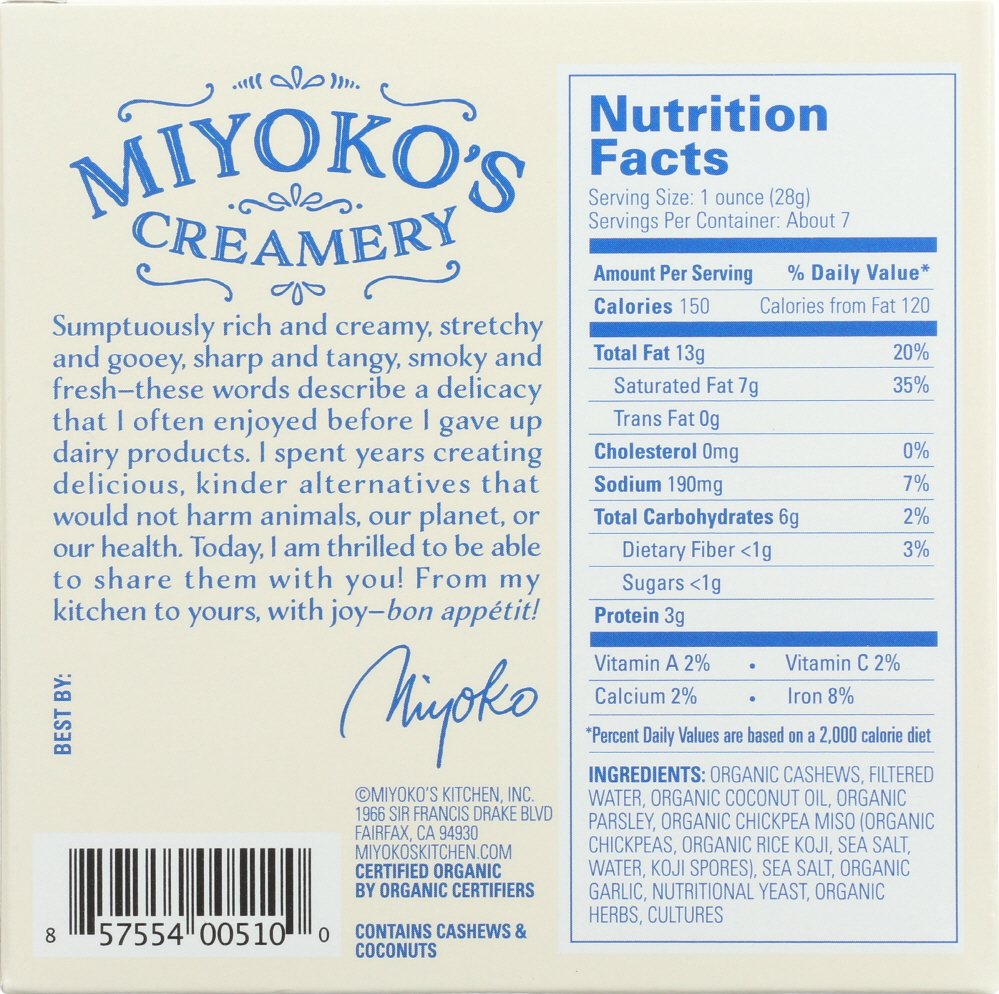 MIYOKO'S
CREAMERY
Sumptuously rich and creamy, stretchy
and gooey, sharp and tangy, smoky and
fresh—these words describe a delicacy
that I often enjoyed before I gave up
dairy products. I spent years creating
delicious, kinder alternatives that
would not harm animals, our planet, or
our health. Today, I am thrilled to be able
to share them with you! From my
kitchen to yours, with joy—bon appétit!
Miyoko
BEST BY:
©MIYOKO'S KITCHEN, INC.
1966 SIR FRANCIS DRAKE BLVD
FAIRFAX, CA 94930
MIYOKOSKITCHEN.COM
CERTIFIED ORGANIC
BY ORGANIC CERTIFIERS
CONTAINS CASHEWS &
COCONUTS
8 57554 00510 0
Nutrition
Facts
Serving Size: 1 ounce (28g)
Servings Per Container: About 7
Amount Per Serving % Daily Value*
Calories 150 Calories from Fat 120
Total Fat 13g 20%
Saturated Fat 7g 35%
Trans Fat 0g
Cholesterol 0mg 0%
Sodium 190mg 7%
Total Carbohydrates 6g 2%
Dietary Fiber <1g 3%
Sugars <1g
Protein 3g
Vitamin A 2% • Vitamin C 2%
Calcium 2% • Iron 8%
*Percent Daily Values are based on a 2,000 calorie diet
INGREDIENTS: ORGANIC CASHEWS, FILTERED
WATER, ORGANIC COCONUT OIL, ORGANIC
PARSLEY, ORGANIC CHICKPEA MISO (ORGANIC
CHICKPEAS, ORGANIC RICE KOJI, SEA SALT,
WATER, KOJI SPORES), SEA SALT, ORGANIC
GARLIC, NUTRITIONAL YEAST, ORGANIC
HERBS, CULTURES